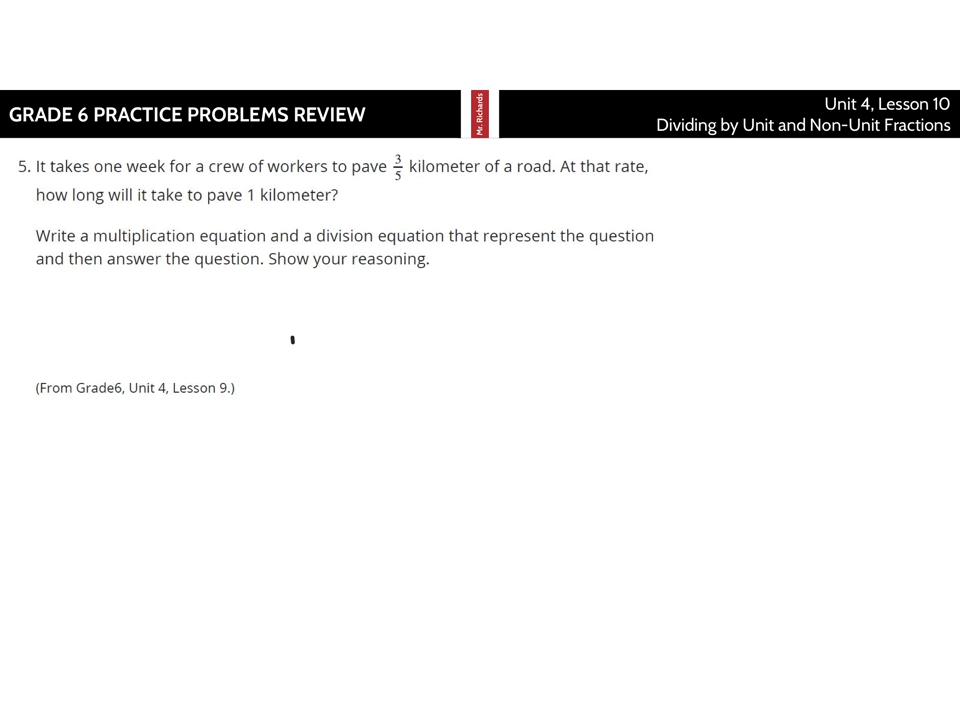 GRADE 6 PRACTICE PROBLEMS REVIEW
Mr. Richards
Unit 4, Lesson 10
Dividing by Unit and Non-Unit Fractions
5. It takes one week for a crew of workers to pave 3/5 kilometer of a road. At that rate,
how long will it take to pave 1 kilometer?
Write a multiplication equation and a division equation that represent the question
and then answer the question. Show your reasoning.
(From Grade6, Unit 4, Lesson 9.)